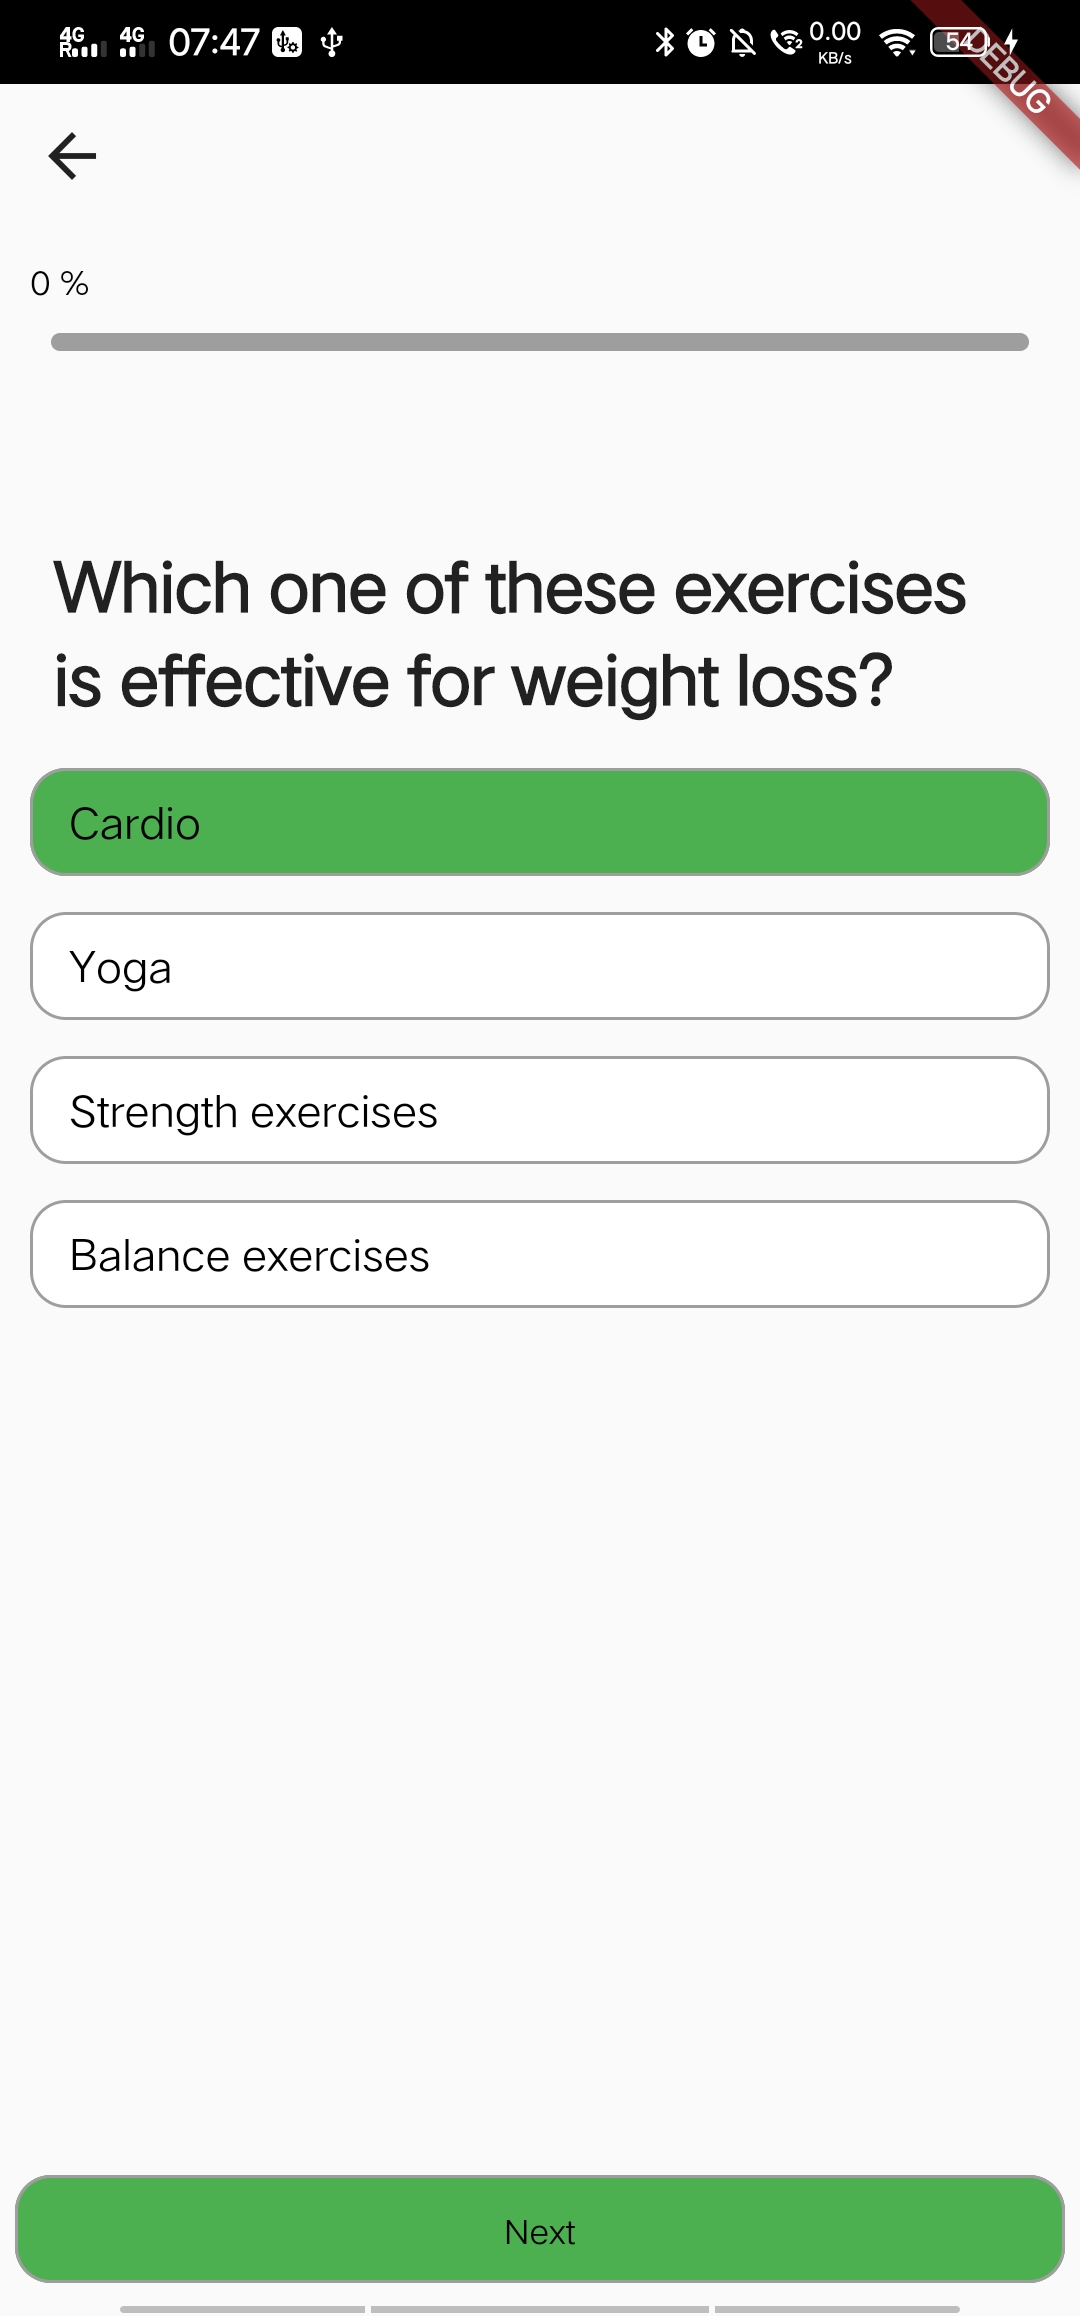 4G R 4G 07:47 2 0.00 KB/s 54
DEBUG
0 %
Which one of these exercises
is effective for weight loss?
Cardio
Yoga
Strength exercises
Balance exercises
Next